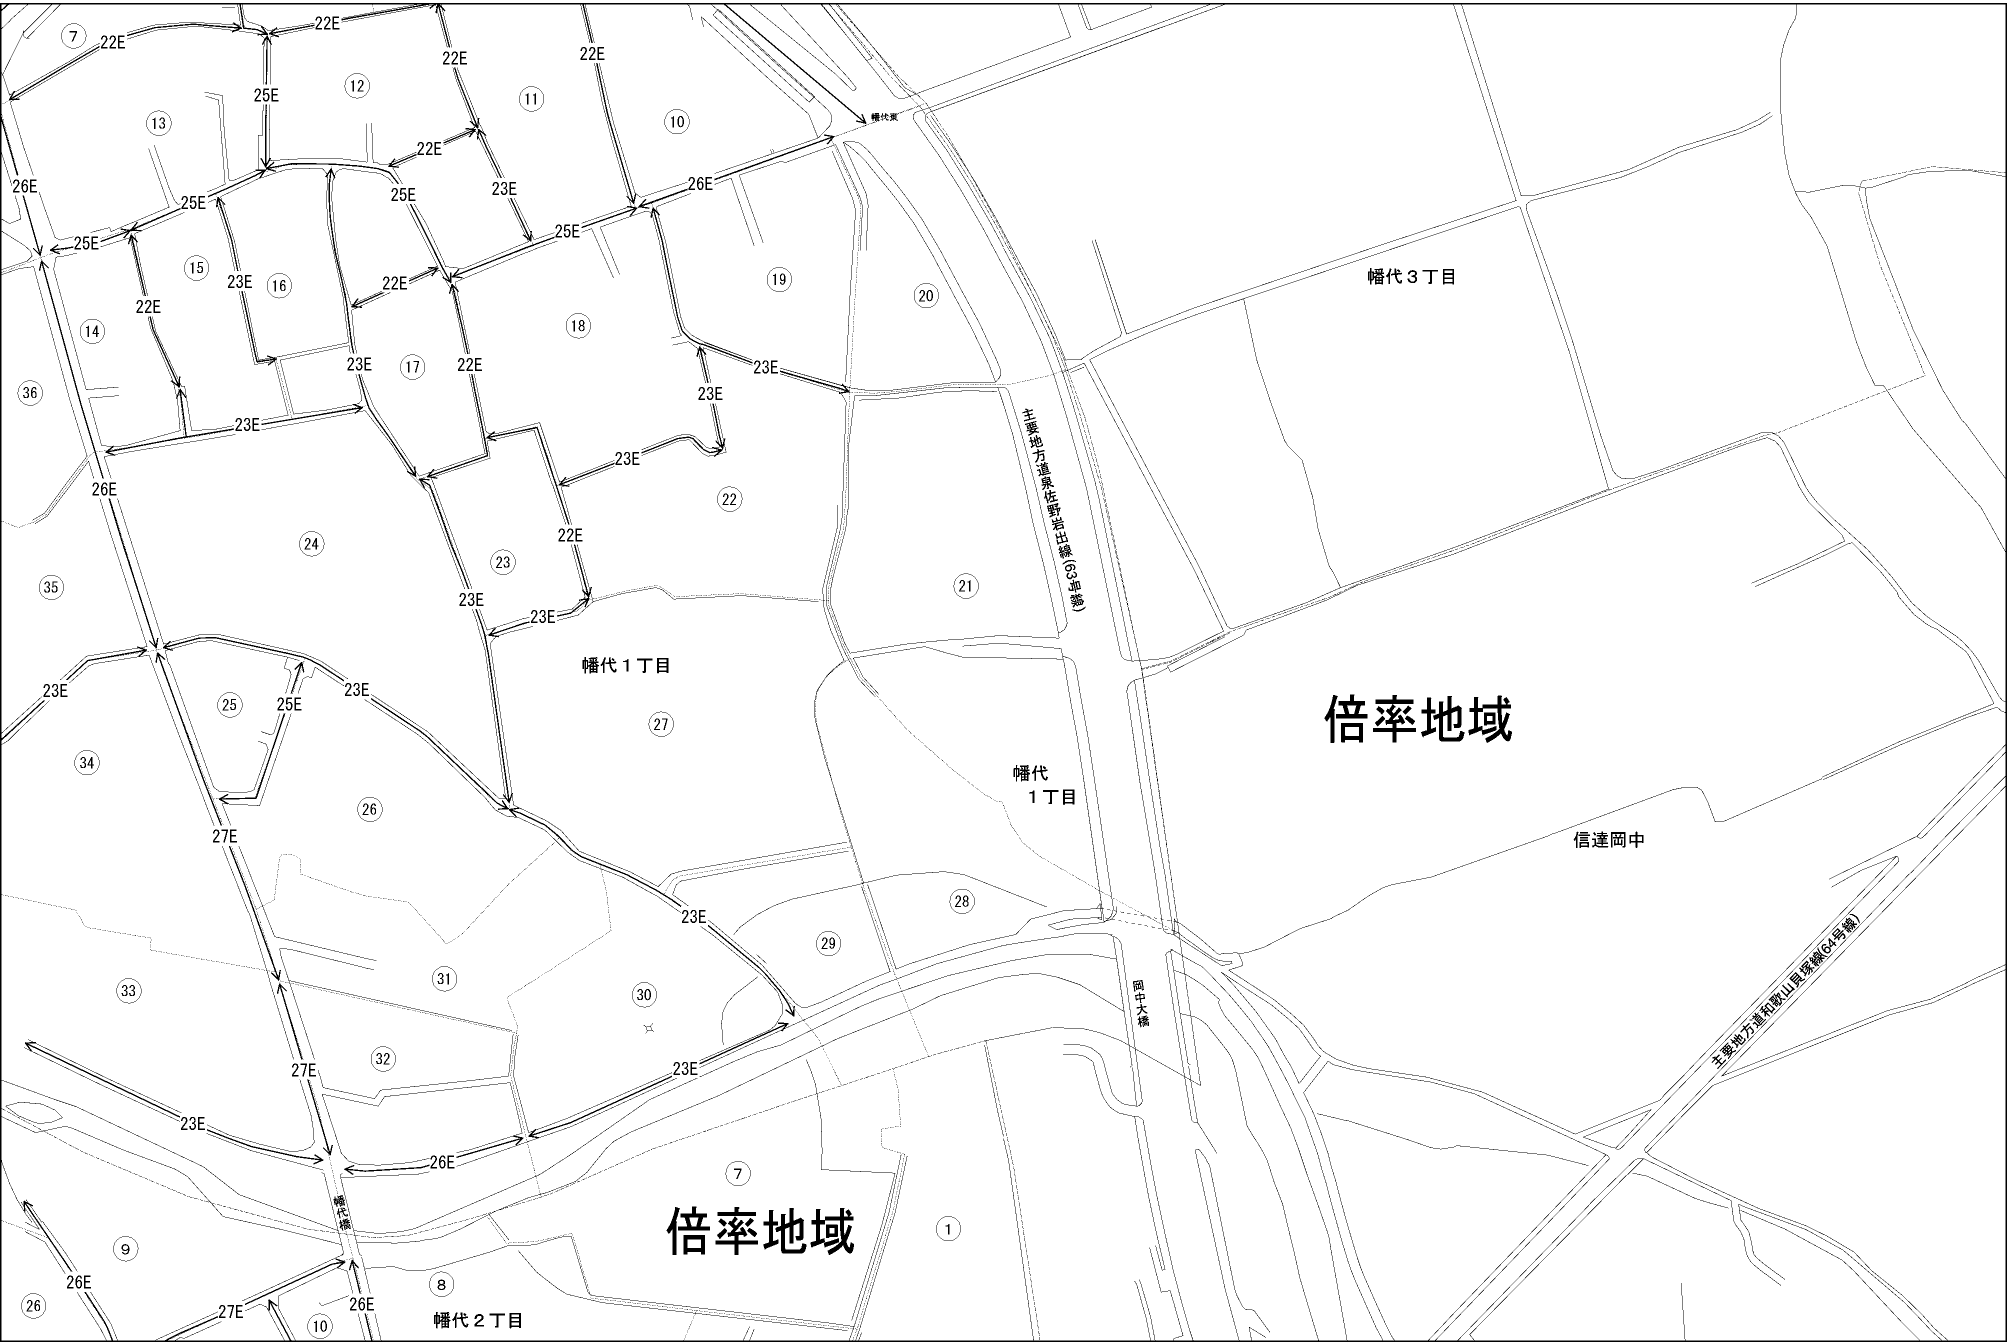 22E
22E
7
22E
22E
22E
12
25E
11
10
13
幡代東
22E
26E
23E
26E
25E
25E
25E
25E
15
23E
16
22E
19
20
幡代３丁目
22E
14
18
17
22E
23E
23E
36
23E
23E
主要地方道泉佐野岩出線(63号線)
23E
26E
22
24
22E
23
35
23E
21
23E
幡代１丁目
23E
23E
25E
25
27
倍率地域
34
幡代
１丁目
26
27E
信達岡中
28
23E
29
31
33
30
岡中大橋
主要地方道和歌山貝塚線(64号線)
32
27E
23E
23E
26E
7
幡代橋
倍率地域
1
9
26E
8
26
27E
10
26E
幡代２丁目